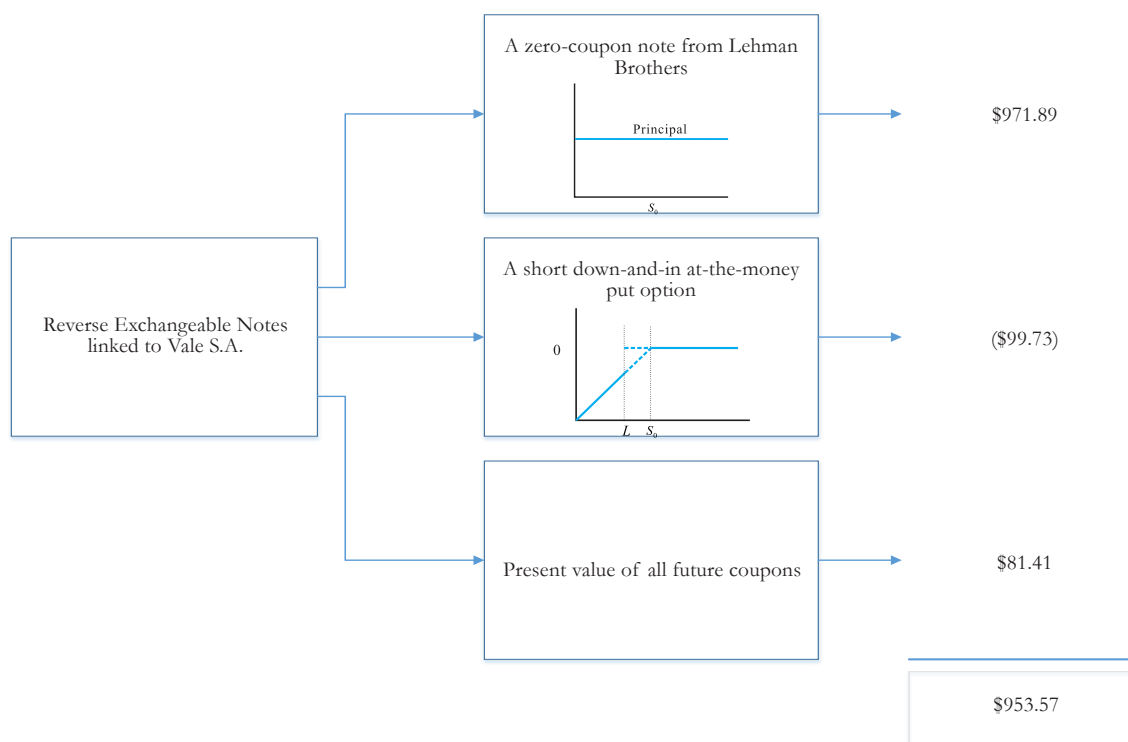 A zero-coupon note from Lehman
Brothers
Principal
S₀
$971.89
Reverse Exchangeable Notes
linked to Vale S.A.
A short down-and-in at-the-money
put option
0
L S₀
($99.73)
Present value of all future coupons
$81.41
$953.57